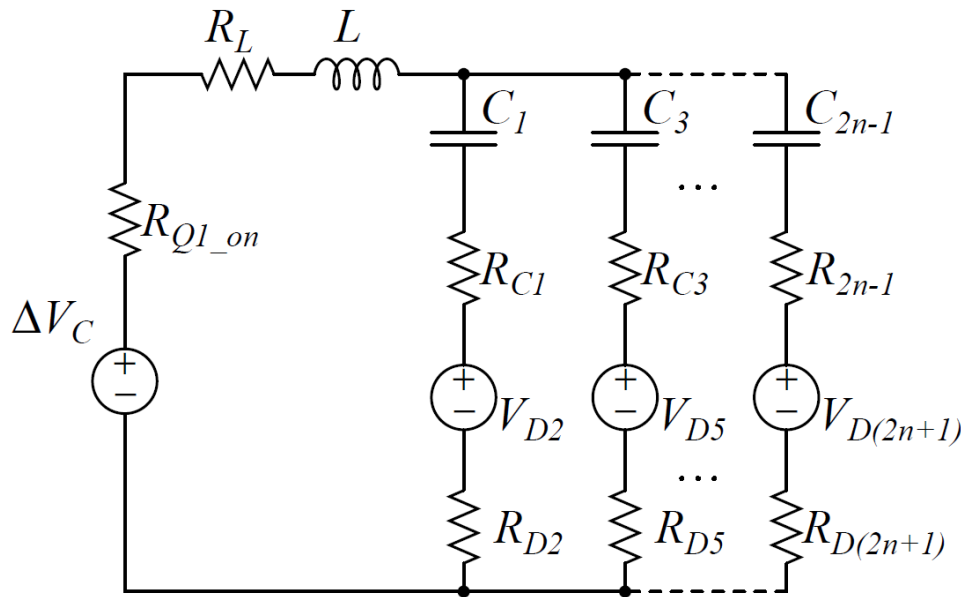 R_L L
C_1 C_3 C_{2n-1}
...
R_{Q1_on} R_{C1} R_{C3} R_{2n-1}
ΔV_C
+ + + +
− − − −
V_{D2} V_{D5} V_{D(2n+1)}
...
R_{D2} R_{D5} R_{D(2n+1)}